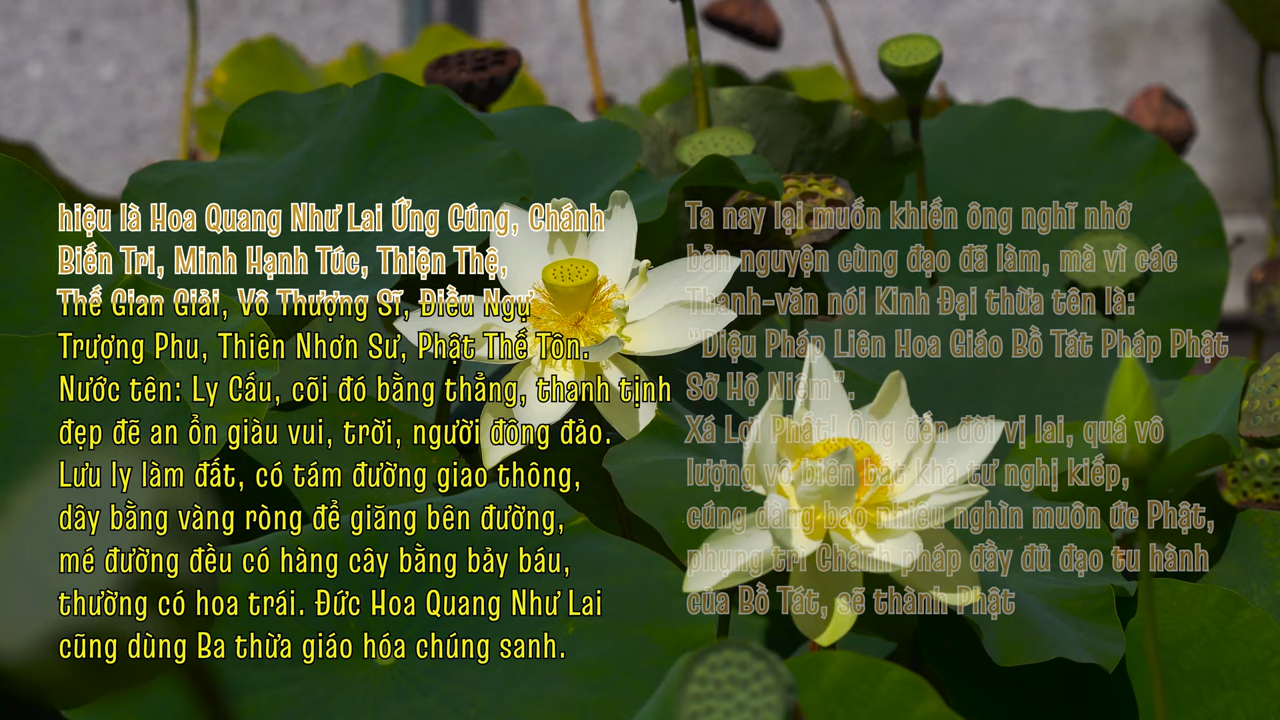 hiệu là Hoa Quang Như Lai Ứng Cúng, Chánh
Biến Tri, Minh Hạnh Túc, Thiện Thệ,
Thế Gian Giải, Vô Thượng Sĩ, Điều Ngự
Trượng Phu, Thiên Nhơn Sư, Phật Thế Tôn.
Nước tên: Ly Cấu, cõi đó bằng thẳng, thanh tịnh
đẹp đẽ an ổn giàu vui, trời, người đông đảo.
Lưu ly làm đất, có tám đường giao thông,
dây bằng vàng ròng để giăng bên đường,
mé đường đều có hàng cây bằng bảy báu,
thường có hoa trái. Đức Hoa Quang Như Lai
cũng dùng Ba thừa giáo hóa chúng sanh.
Ta nay lại muốn khiến ông nghĩ nhớ
bản nguyện cùng đạo đã làm, mà vì các
Thanh-văn nói Kinh Đại thừa tên là:
"Diệu Pháp Liên Hoa Giáo Bồ Tát Pháp Phật
Sở Hộ Niệm".
Xá Lợi Phất! Ông đến đời vị lai, quá vô
lượng vô biên bất khả tư nghị kiếp,
cúng dàng bao nhiêu nghìn muôn ức Phật,
phụng trì Chánh pháp đầy đủ đạo tu hành
của Bồ Tát, sẽ thành Phật